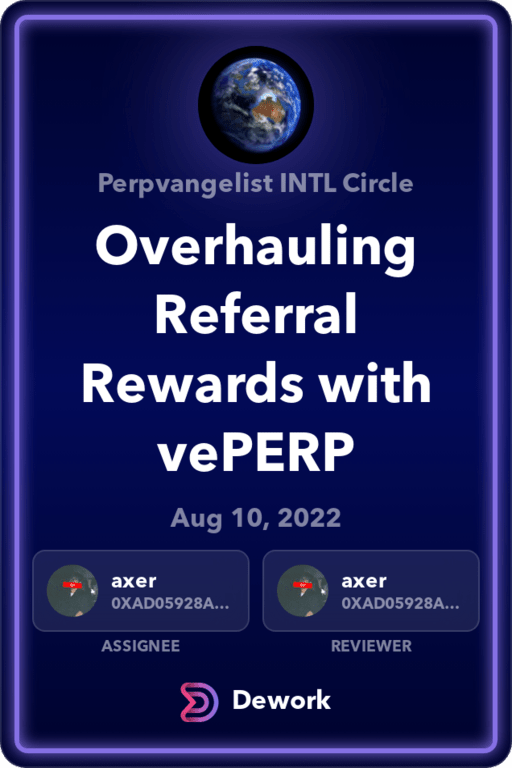 Perpvangelist INTL Circle
Overhauling
Referral
Rewards with
vePERP
Aug 10, 2022
axer
0XAD05928A...
ASSIGNEE
axer
0XAD05928A...
REVIEWER
Dework